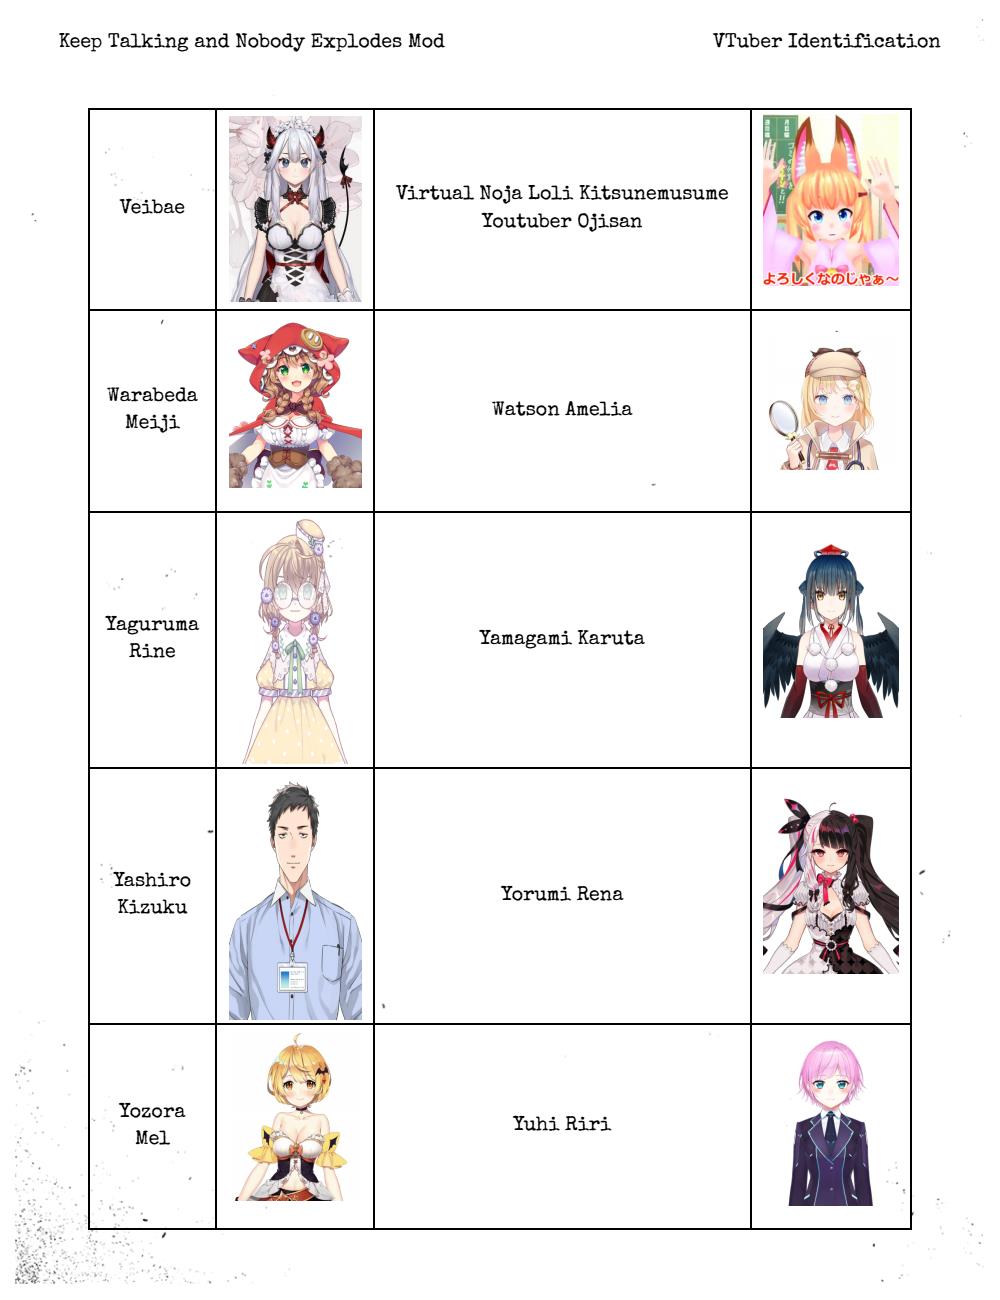 Keep Talking and Nobody Explodes Mod
VTuber Identification
Veibae
Virtual Noja Loli Kitsunemusume
Youtuber Ojisan
よろしくなのじゃぁ〜
Warabeda
Meiji
Watson Amelia
Yaguruma
Rine
Yamagami Karuta
Yashiro
Kizuku
Yorumi Rena
Yozora
Mel
Yuhi Riri